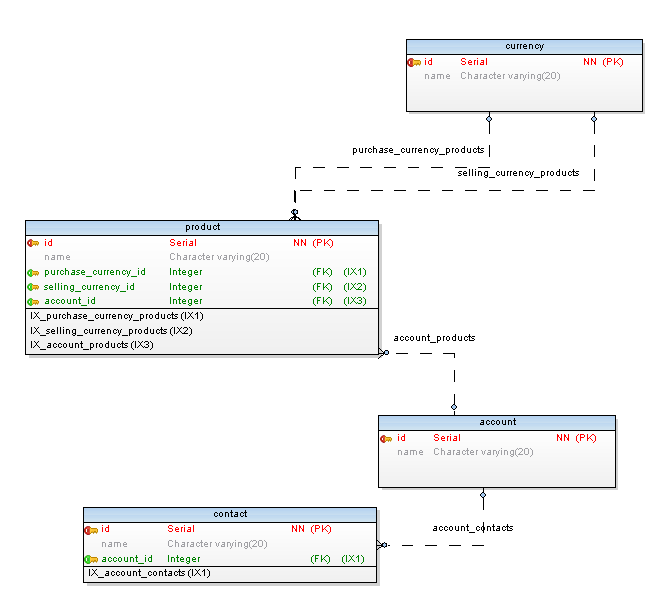 currency
id Serial NN (PK)
name Character varying(20)
purchase_currency_products
selling_currency_products
product
id Serial NN (PK)
name Character varying(20)
purchase_currency_id Integer (FK) (IX1)
selling_currency_id Integer (FK) (IX2)
account_id Integer (FK) (IX3)
IX_purchase_currency_products (IX1)
IX_selling_currency_products (IX2)
IX_account_products (IX3)
account_products
account
id Serial NN (PK)
name Character varying(20)
contact
id Serial NN (PK)
name Character varying(20)
account_id Integer (FK) (IX1)
IX_account_contacts (IX1)
account_contacts